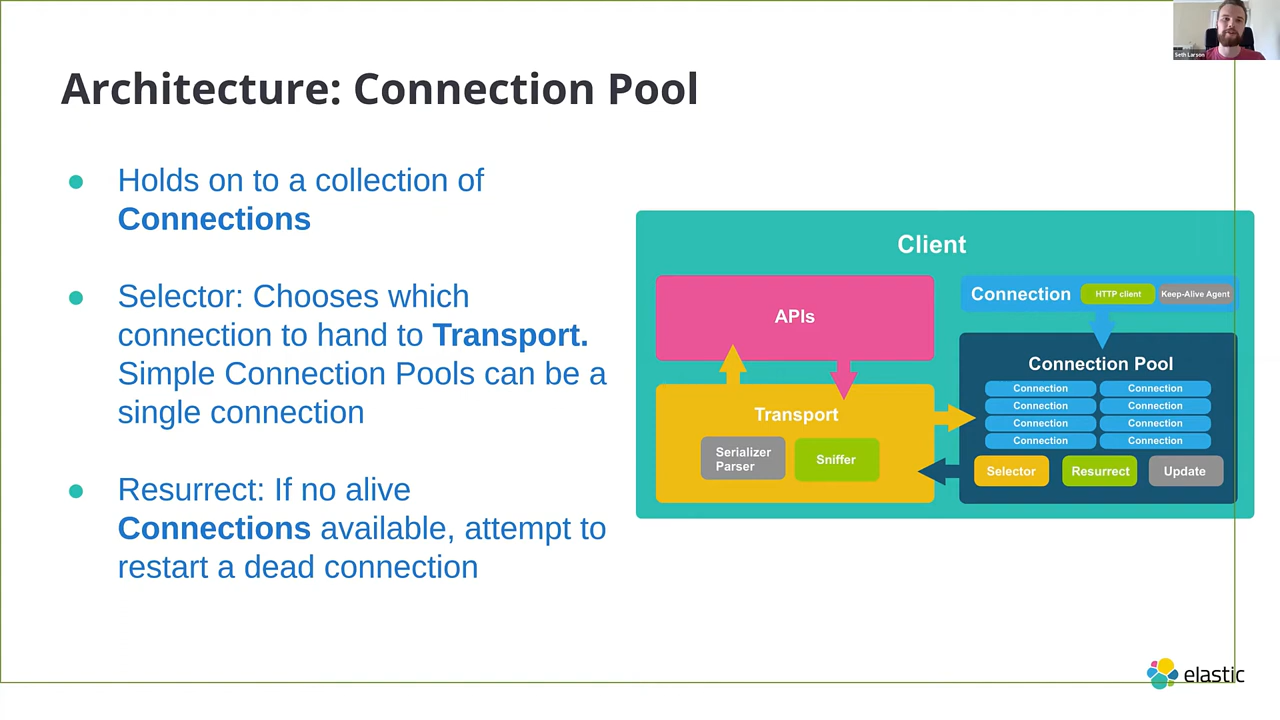 Seth Larson
Architecture: Connection Pool
● Holds on to a collection of
Connections
● Selector: Chooses which
connection to hand to Transport.
Simple Connection Pools can be a
single connection
● Resurrect: If no alive
Connections available, attempt to
restart a dead connection
Client
APIs
Transport
Serializer
Parser
Sniffer
Connection HTTP client Keep-Alive Agent
Connection Pool
Connection Connection
Connection Connection
Connection Connection
Connection Connection
Selector Resurrect Update
elastic